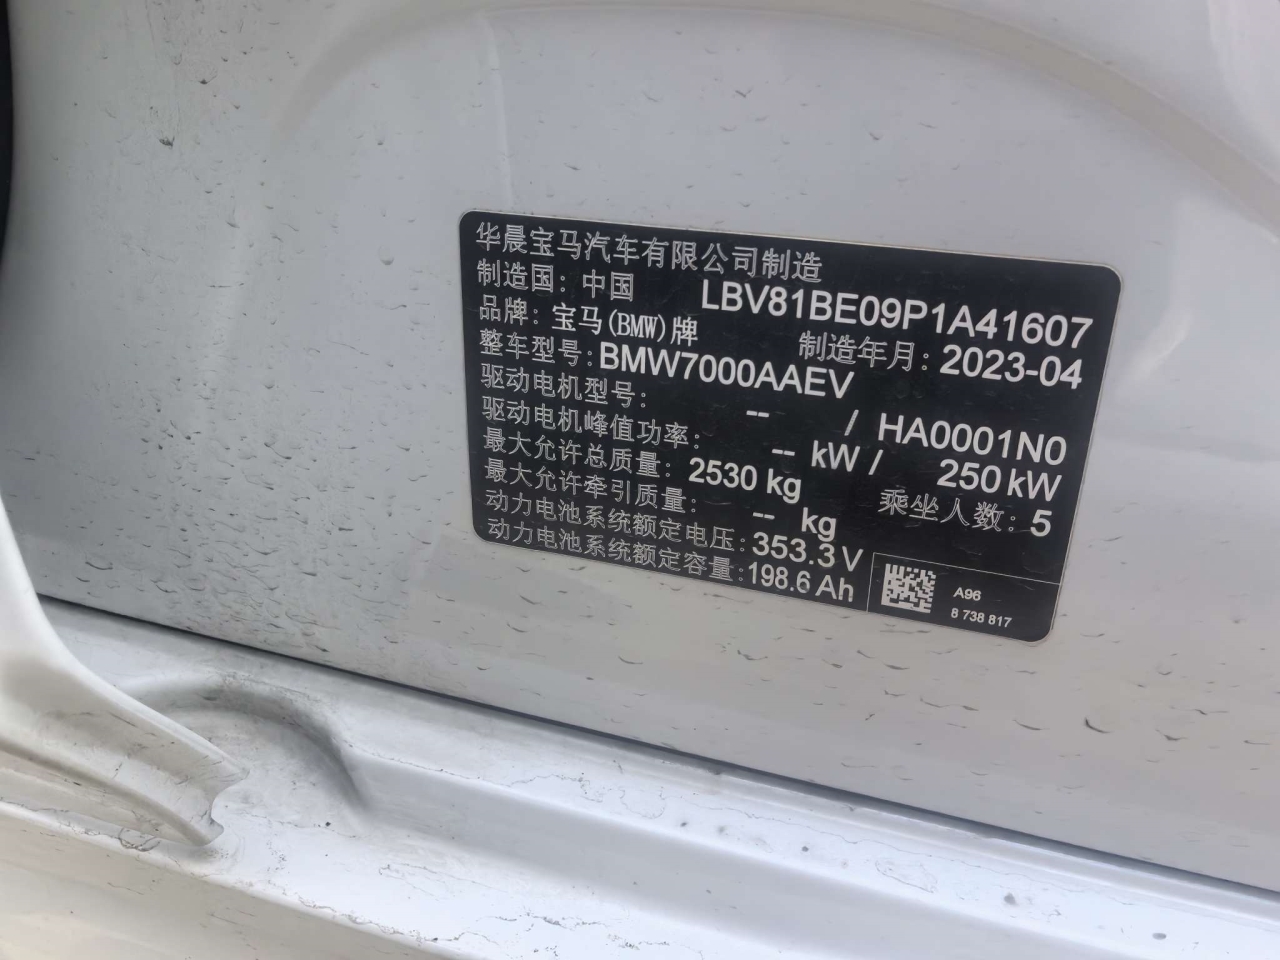 华晨宝马汽车有限公司制造
制造国：中国 LBV81BE09P1A41607
品牌：宝马(BMW)牌 制造年月：2023-04
整车型号：BMW7000AAEV
驱动电机型号： -- / HA0001N0
驱动电机峰值功率： -- kW / 250 kW
最大允许总质量：2530 kg 乘坐人数：5
最大允许牵引质量： -- kg
动力电池系统额定电压：353.3 V
动力电池系统额定容量：198.6 Ah
A96
8 738 817